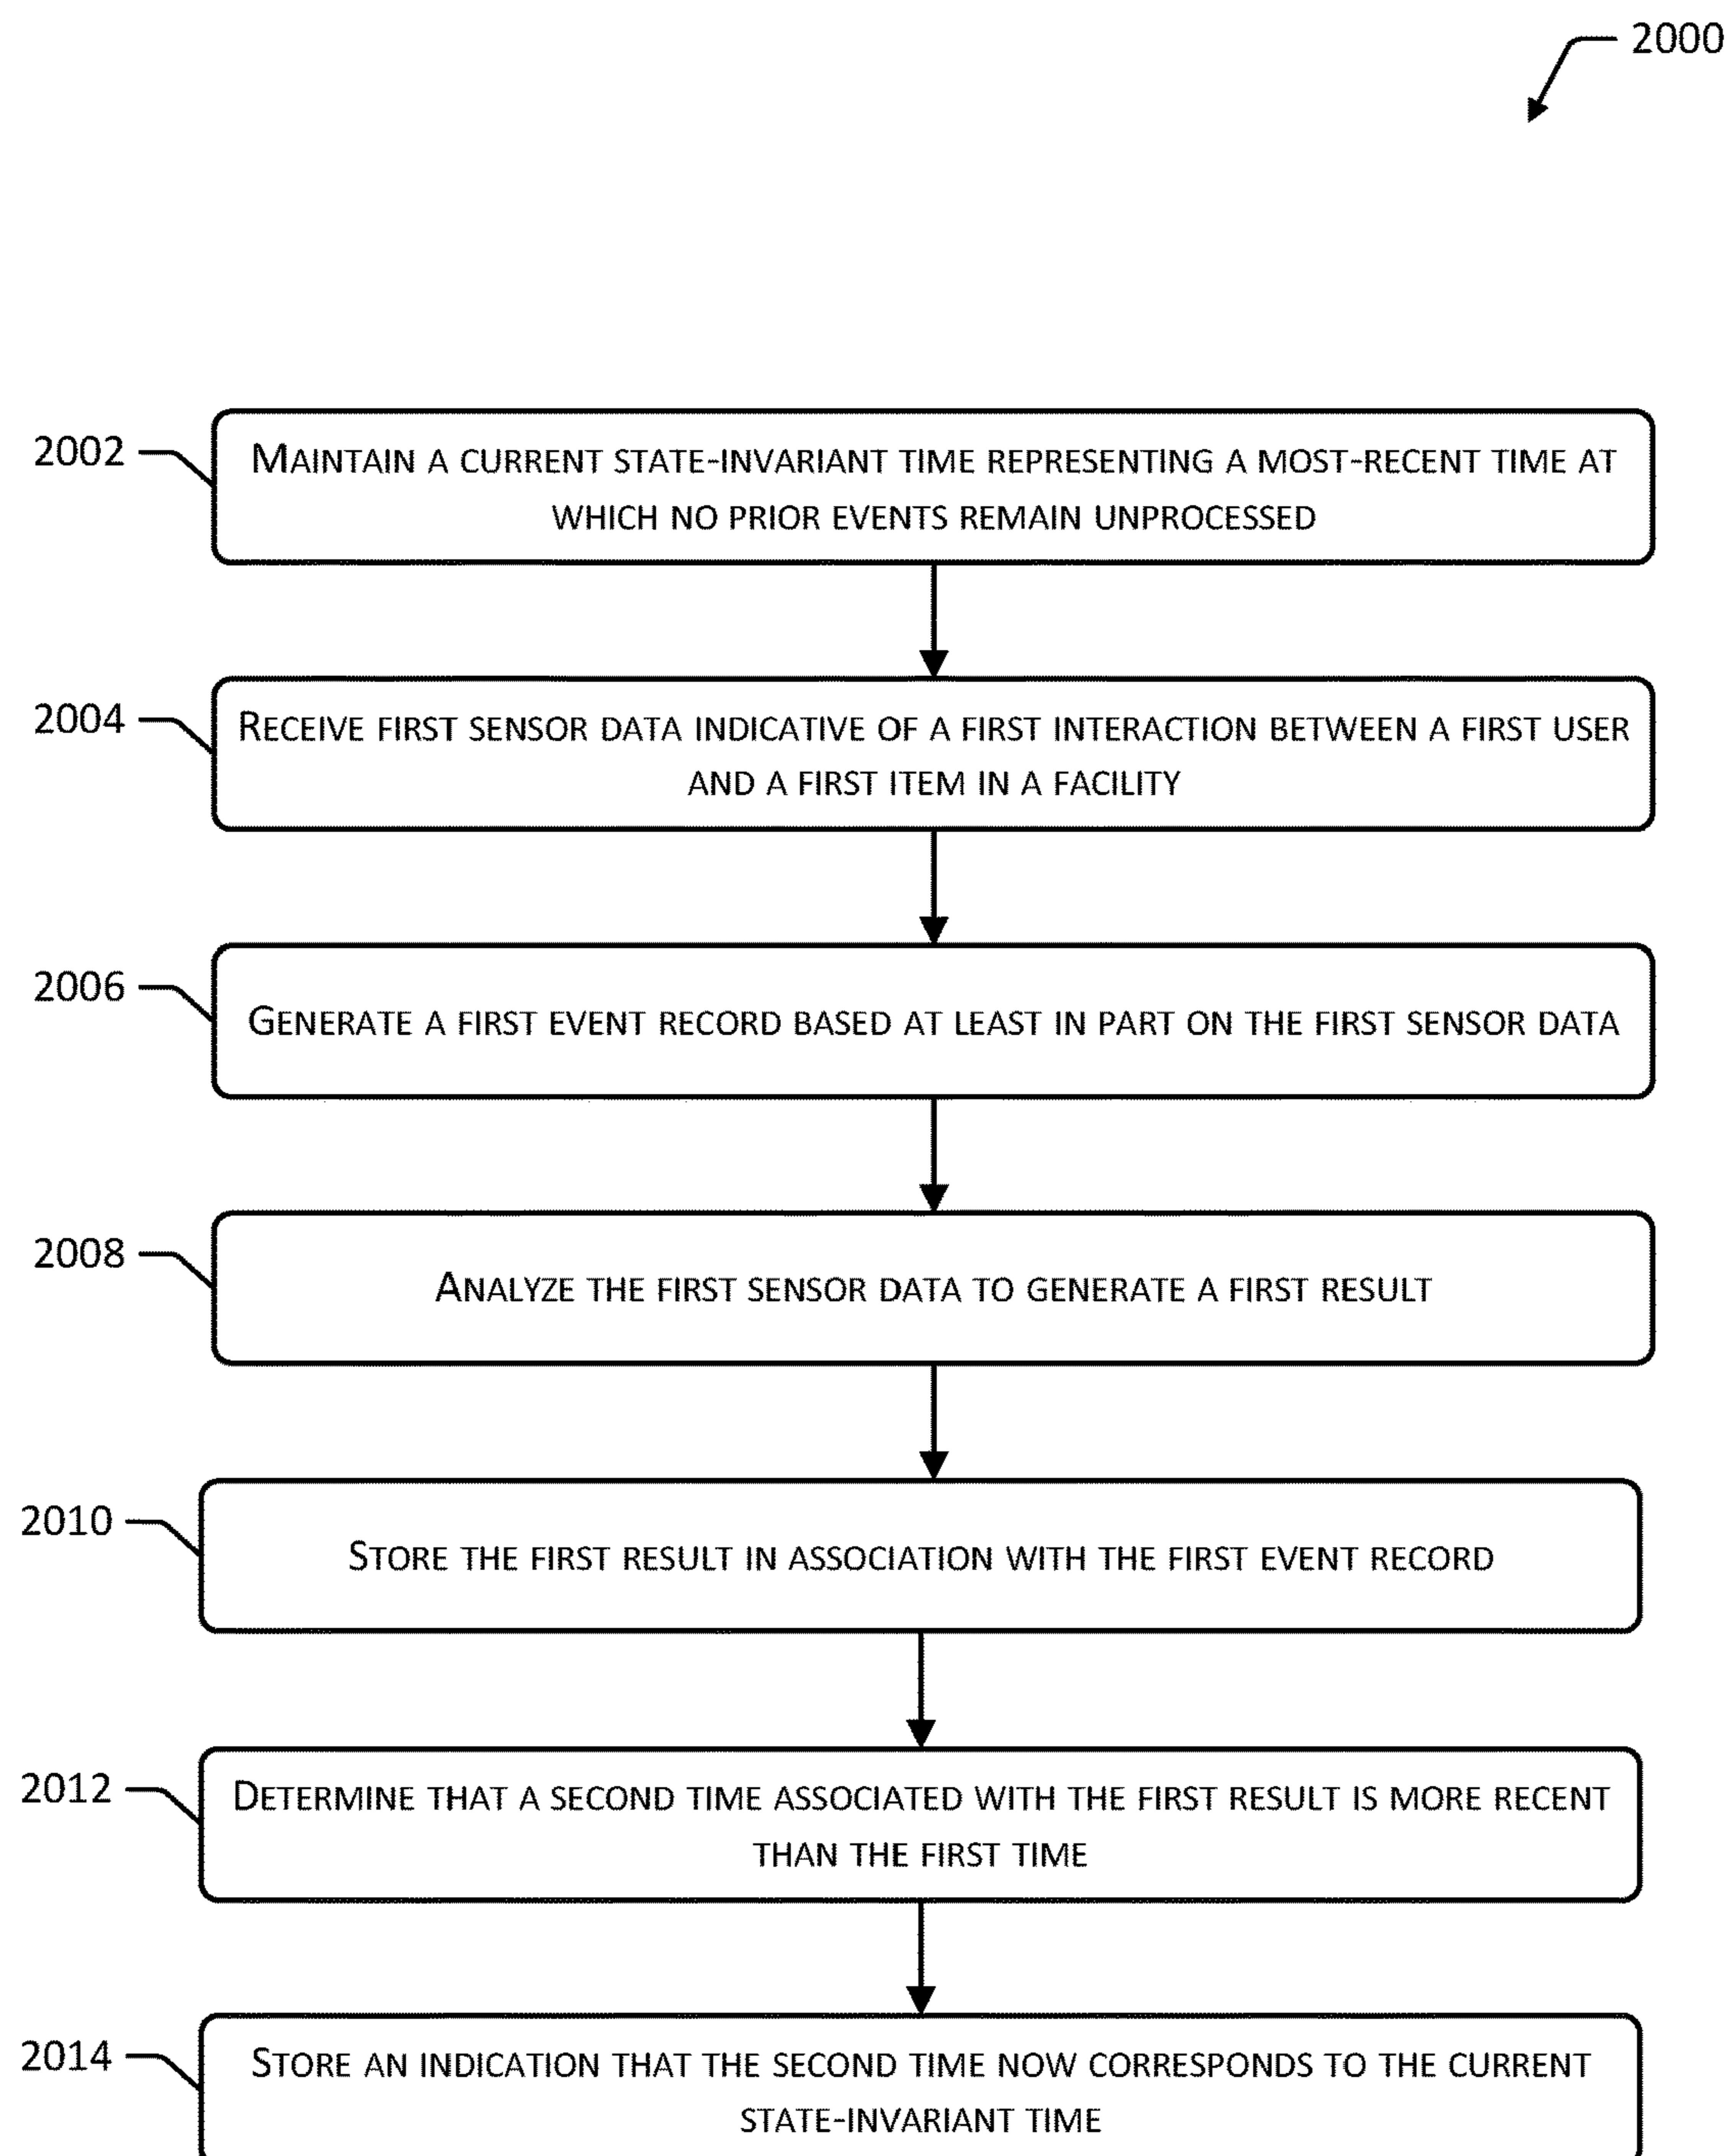 2000
2002
MAINTAIN A CURRENT STATE-INVARIANT TIME REPRESENTING A MOST-RECENT TIME AT
WHICH NO PRIOR EVENTS REMAIN UNPROCESSED
2004
RECEIVE FIRST SENSOR DATA INDICATIVE OF A FIRST INTERACTION BETWEEN A FIRST USER
AND A FIRST ITEM IN A FACILITY
2006
GENERATE A FIRST EVENT RECORD BASED AT LEAST IN PART ON THE FIRST SENSOR DATA
2008
ANALYZE THE FIRST SENSOR DATA TO GENERATE A FIRST RESULT
2010
STORE THE FIRST RESULT IN ASSOCIATION WITH THE FIRST EVENT RECORD
2012
DETERMINE THAT A SECOND TIME ASSOCIATED WITH THE FIRST RESULT IS MORE RECENT
THAN THE FIRST TIME
2014
STORE AN INDICATION THAT THE SECOND TIME NOW CORRESPONDS TO THE CURRENT
STATE-INVARIANT TIME